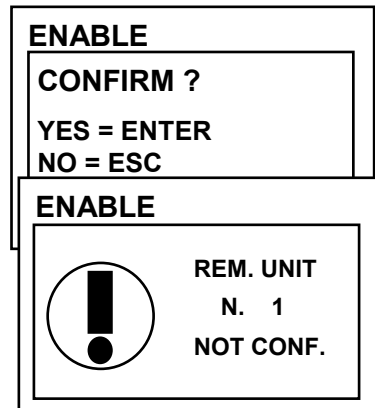 ENABLE
CONFIRM ?
YES = ENTER
NO = ESC
ENABLE
REM. UNIT
N. 1
NOT CONF.